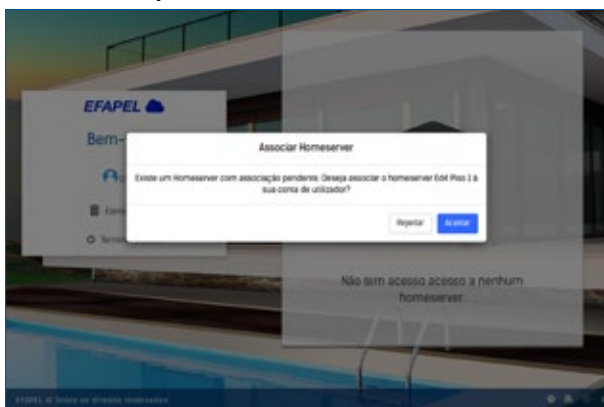 EFAPEL
Bem-
Associar Homeserver
Existe um Homeserver com associação pendente. Deseja associar o homeserver Edif Piso 1 à
sua conta de utilizador?
Rejeitar
Aceitar
Não tem acesso acesso a nenhum
homeserver
EFAPEL © Todos os direitos reservados